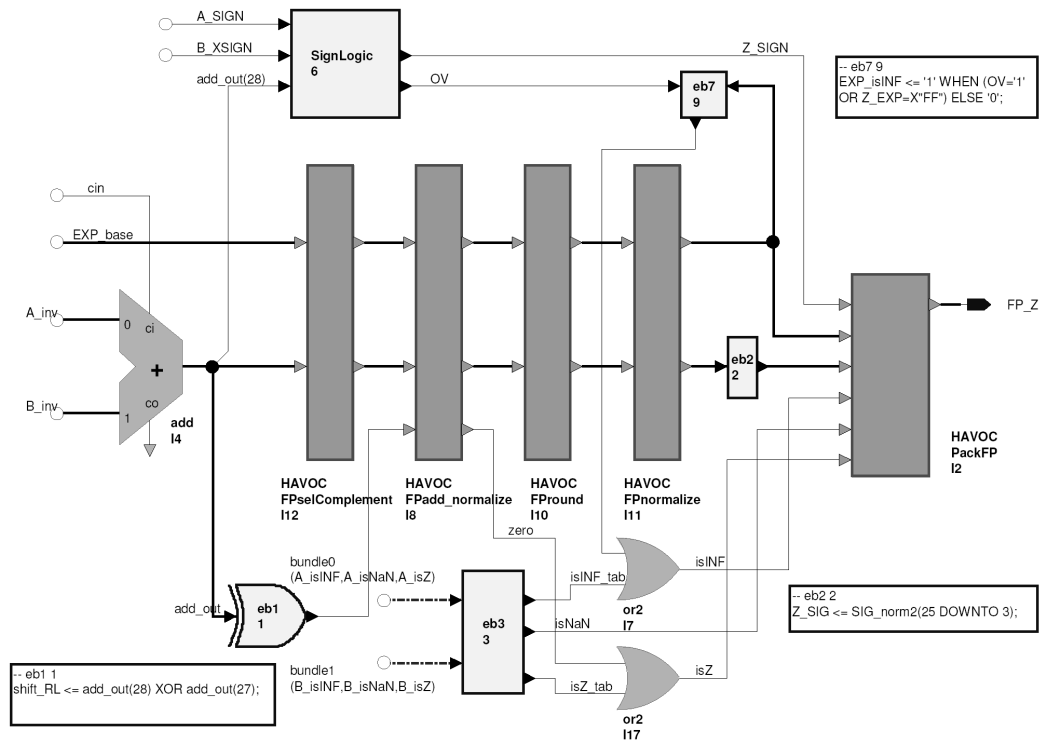 A_SIGN
B_XSIGN
add_out(28)
SignLogic
6
Z_SIGN
OV
eb7
9
-- eb7 9
EXP_isINF <= '1' WHEN (OV='1'
OR Z_EXP=X"FF") ELSE '0';
cin
EXP_base
A_inv
0
ci
+
B_inv
1
co
add
I4
eb2
2
FP_Z
HAVOC
PackFP
I2
HAVOC
FPselComplement
I12
HAVOC
FPadd_normalize
I8
HAVOC
FPround
I10
HAVOC
FPnormalize
I11
zero
bundle0
(A_isINF,A_isNaN,A_isZ)
isINF_tab
isINF
or2
I7
add_out
eb1
1
eb3
3
isNaN
-- eb2 2
Z_SIG <= SIG_norm2(25 DOWNTO 3);
bundle1
(B_isINF,B_isNaN,B_isZ)
isZ_tab
isZ
or2
I17
-- eb1 1
shift_RL <= add_out(28) XOR add_out(27);